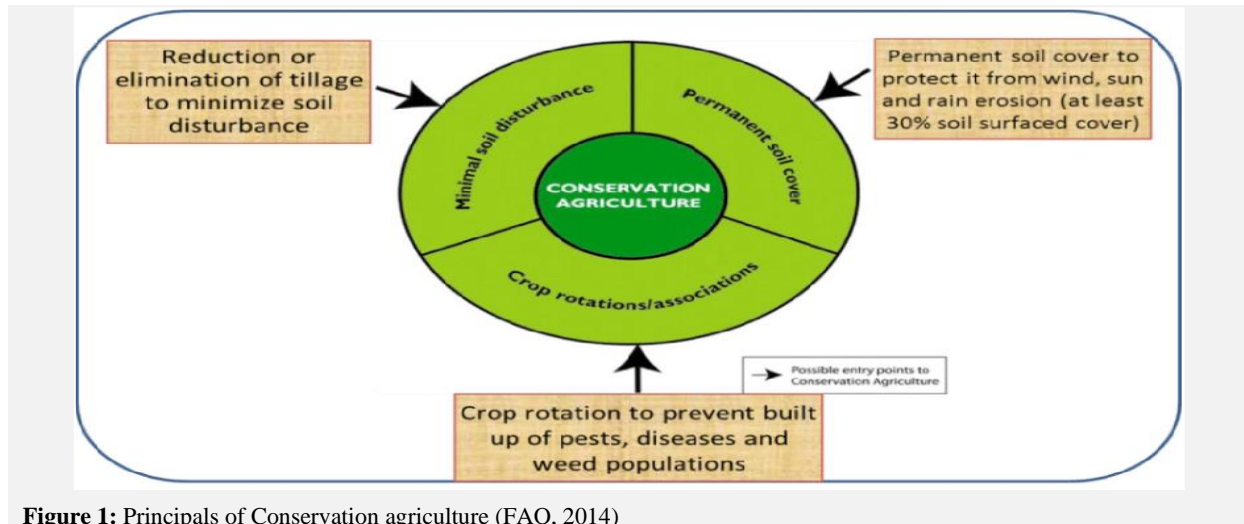 Reduction or
elimination of tillage
to minimize soil
disturbance
Permanent soil cover to
protect it from wind, sun
and rain erosion (at least
30% soil surfaced cover)
Minimal soil disturbance
Permanent soil cover
CONSERVATION
AGRICULTURE
Crop rotations/associations
Possible entry points to
Conservation Agriculture
Crop rotation to prevent built
up of pests, diseases and
weed populations
Figure 1: Principals of Conservation agriculture (FAO, 2014)